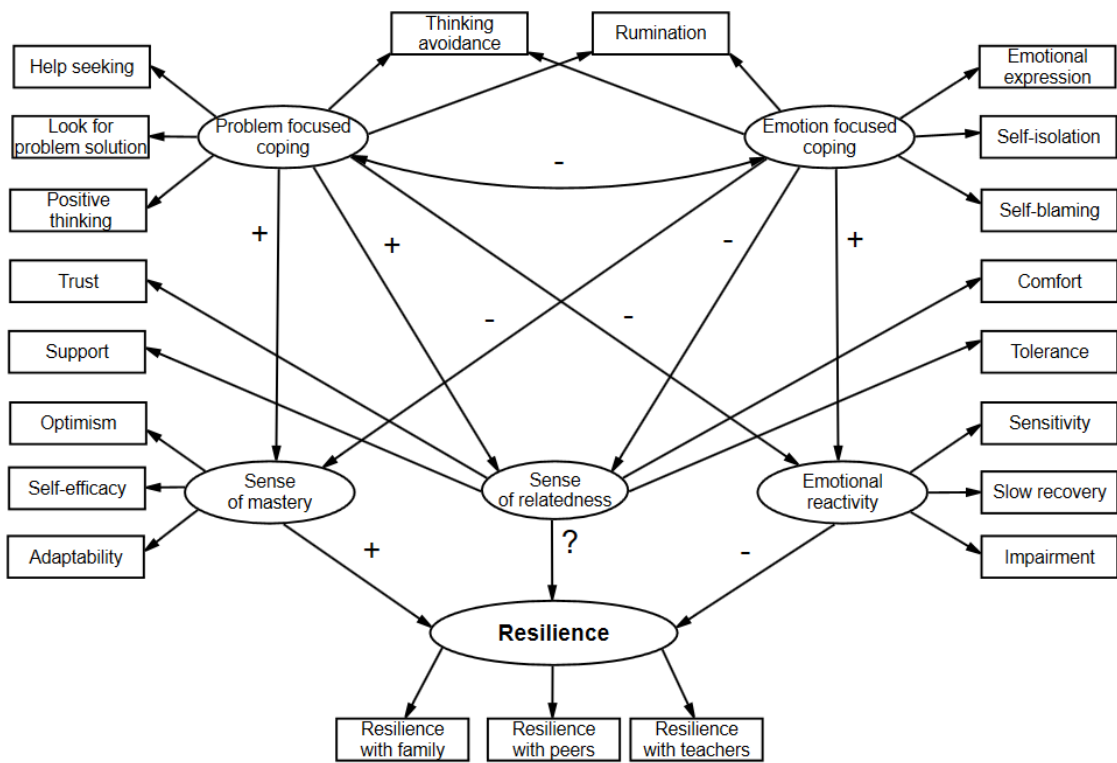 Thinking
avoidance
Rumination
Help seeking
Emotional
expression
Look for
problem solution
Problem focused
coping
Emotion focused
coping
Self-isolation
-
Positive
thinking
Self-blaming
+
+
-
+
Trust
Comfort
-
-
Support
Tolerance
Optimism
Sensitivity
Self-efficacy
Sense
of mastery
Sense
of relatedness
Emotional
reactivity
Slow recovery
Adaptability
+
?
-
Impairment
Resilience
Resilience
with family
Resilience
with peers
Resilience
with teachers